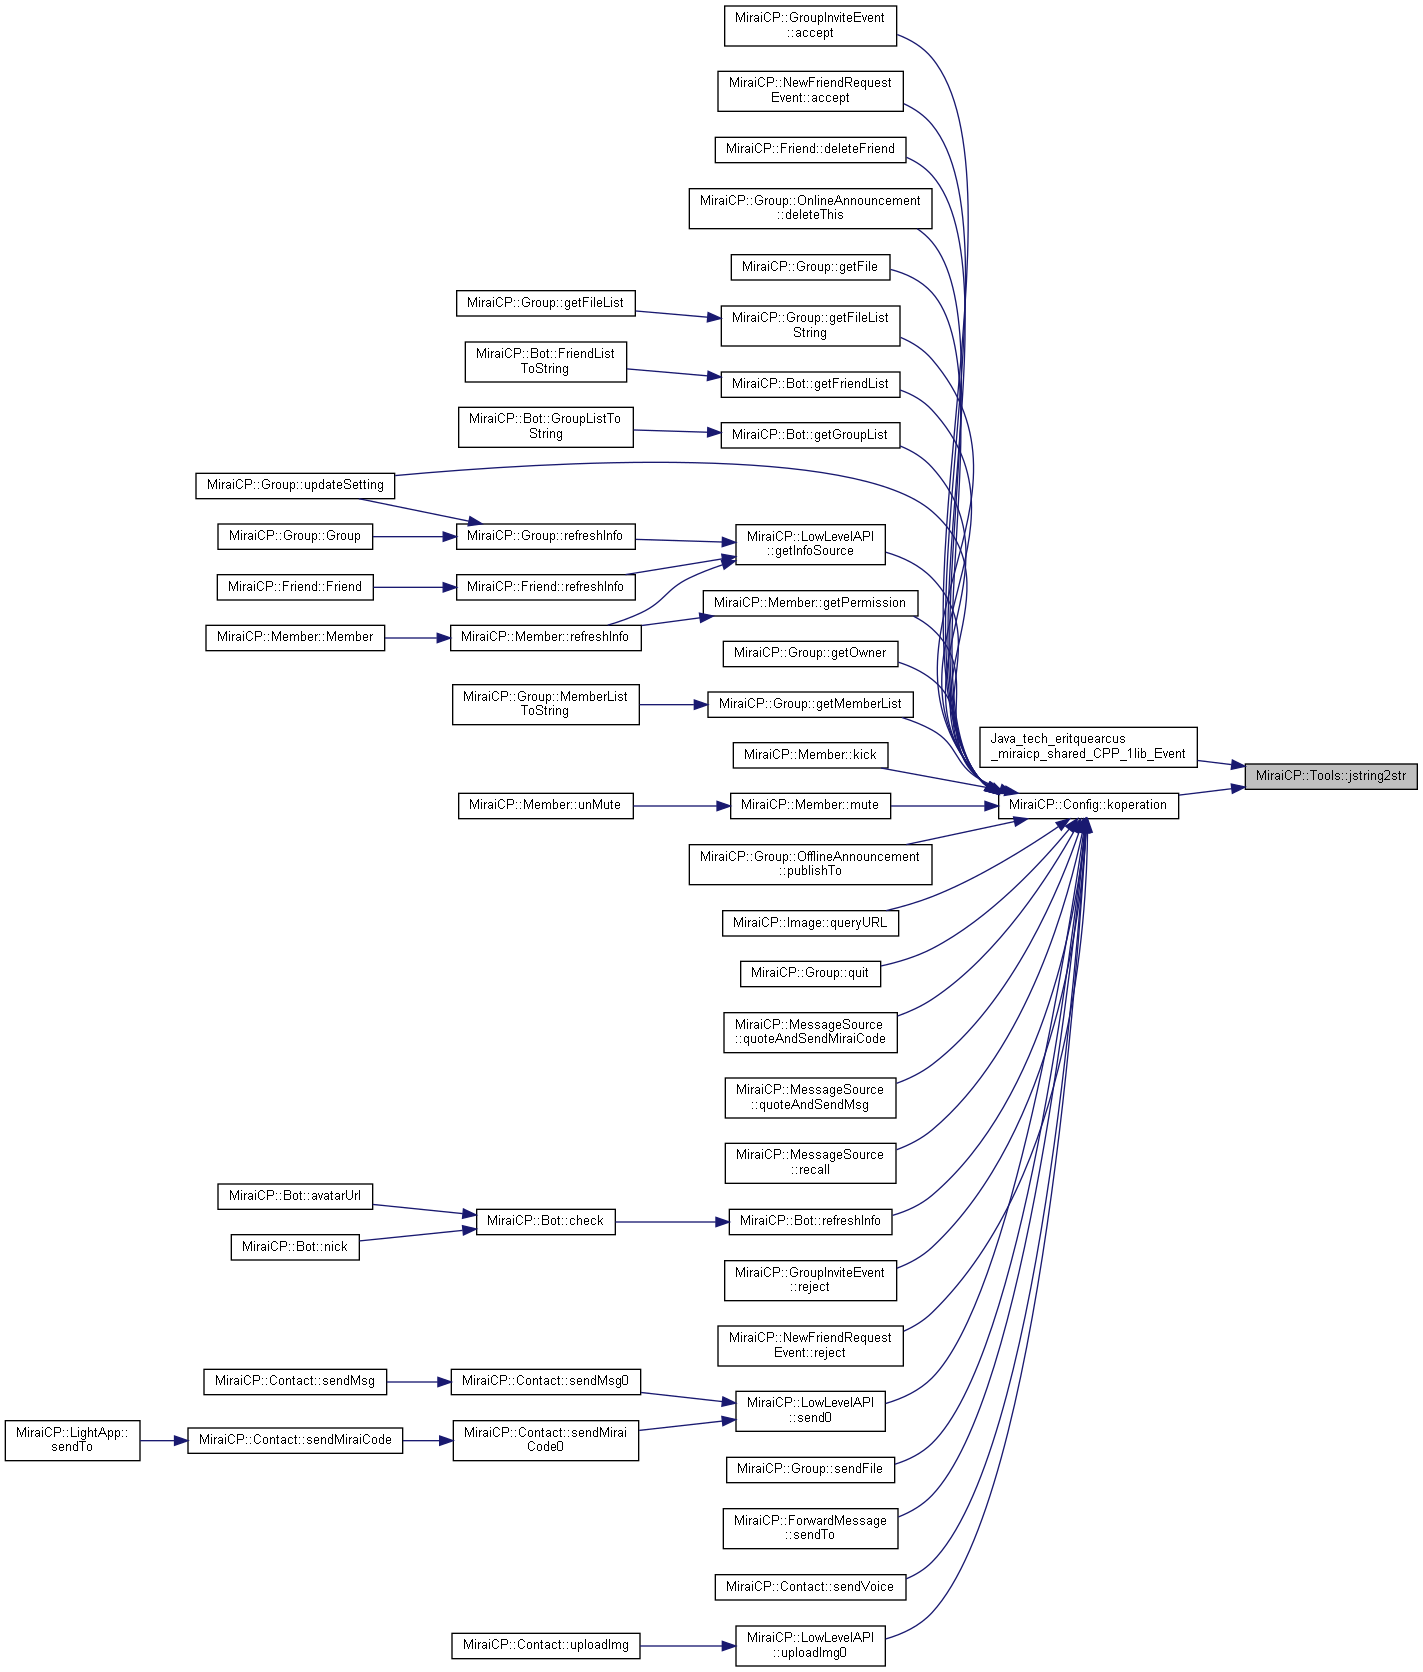 MiraiCP::GroupInviteEvent
::accept
MiraiCP::NewFriendRequest
Event::accept
MiraiCP::Friend::deleteFriend
MiraiCP::Group::OnlineAnnouncement
::deleteThis
MiraiCP::Group::getFile
MiraiCP::Group::getFileList
MiraiCP::Group::getFileList
String
MiraiCP::Bot::FriendList
ToString
MiraiCP::Bot::getFriendList
MiraiCP::Bot::GroupListTo
String
MiraiCP::Bot::getGroupList
MiraiCP::Group::updateSetting
MiraiCP::Group::Group
MiraiCP::Group::refreshInfo
MiraiCP::LowLevelAPI
::getInfoSource
MiraiCP::Friend::Friend
MiraiCP::Friend::refreshInfo
MiraiCP::Member::getPermission
MiraiCP::Member::Member
MiraiCP::Member::refreshInfo
MiraiCP::Group::getOwner
MiraiCP::Group::MemberList
ToString
MiraiCP::Group::getMemberList
Java_tech_eritquearcus
_miraicp_shared_CPP_1lib_Event
MiraiCP::Member::kick
MiraiCP::Tools::jstring2str
MiraiCP::Member::unMute
MiraiCP::Member::mute
MiraiCP::Config::koperation
MiraiCP::Group::OfflineAnnouncement
::publishTo
MiraiCP::Image::queryURL
MiraiCP::Group::quit
MiraiCP::MessageSource
::quoteAndSendMiraiCode
MiraiCP::MessageSource
::quoteAndSendMsg
MiraiCP::MessageSource
::recall
MiraiCP::Bot::avatarUrl
MiraiCP::Bot::check
MiraiCP::Bot::refreshInfo
MiraiCP::Bot::nick
MiraiCP::GroupInviteEvent
::reject
MiraiCP::NewFriendRequest
Event::reject
MiraiCP::Contact::sendMsg
MiraiCP::Contact::sendMsg0
MiraiCP::LowLevelAPI
::send0
MiraiCP::LightApp::
sendTo
MiraiCP::Contact::sendMiraiCode
MiraiCP::Contact::sendMirai
Code0
MiraiCP::Group::sendFile
MiraiCP::ForwardMessage
::sendTo
MiraiCP::Contact::sendVoice
MiraiCP::Contact::uploadImg
MiraiCP::LowLevelAPI
::uploadImg0